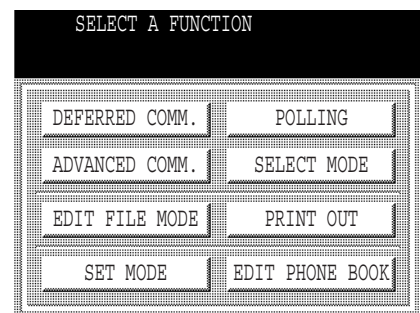 SELECT A FUNCTION
DEFERRED COMM. POLLING
ADVANCED COMM. SELECT MODE
EDIT FILE MODE PRINT OUT
SET MODE EDIT PHONE BOOK